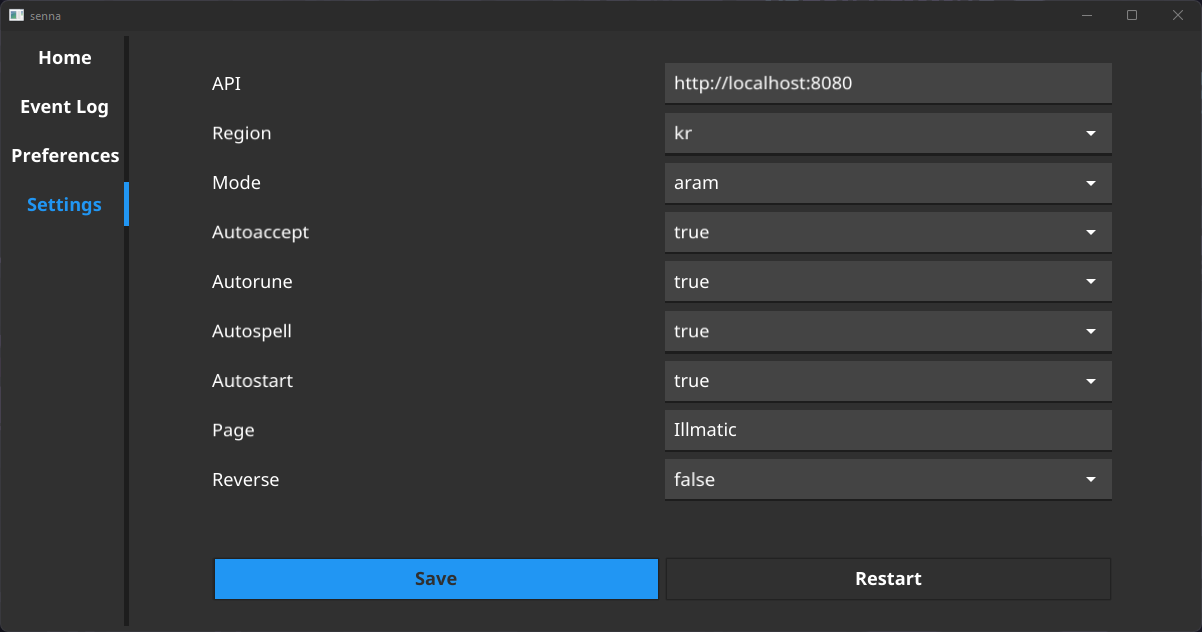 senna
Home
Event Log
Preferences
Settings
API http://localhost:8080
Region kr
Mode aram
Autoaccept true
Autorune true
Autospell true
Autostart true
Page Illmatic
Reverse false
Save Restart